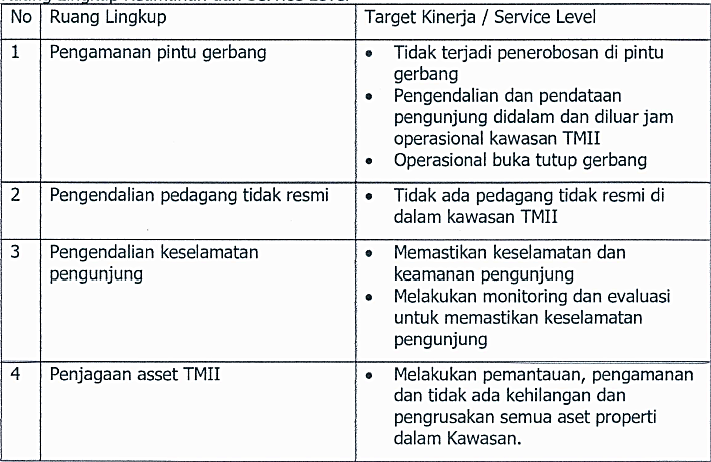 No Ruang Lingkup Target Kinerja / Service Level
1 Pengamanan pintu gerbang • Tidak terjadi penerobosan di pintu
gerbang
• Pengendalian dan pendataan
pengunjung didalam dan diluar jam
operasional kawasan TMII
• Operasional buka tutup gerbang
2 Pengendalian pedagang tidak resmi • Tidak ada pedagang tidak resmi di
dalam kawasan TMII
3 Pengendalian keselamatan
pengunjung
• Memastikan keselamatan dan
keamanan pengunjung
• Melakukan monitoring dan evaluasi
untuk memastikan keselamatan
pengunjung
4 Penjagaan asset TMII • Melakukan pemantauan, pengamanan
dan tidak ada kehilangan dan
pengrusakan semua aset properti
dalam Kawasan.